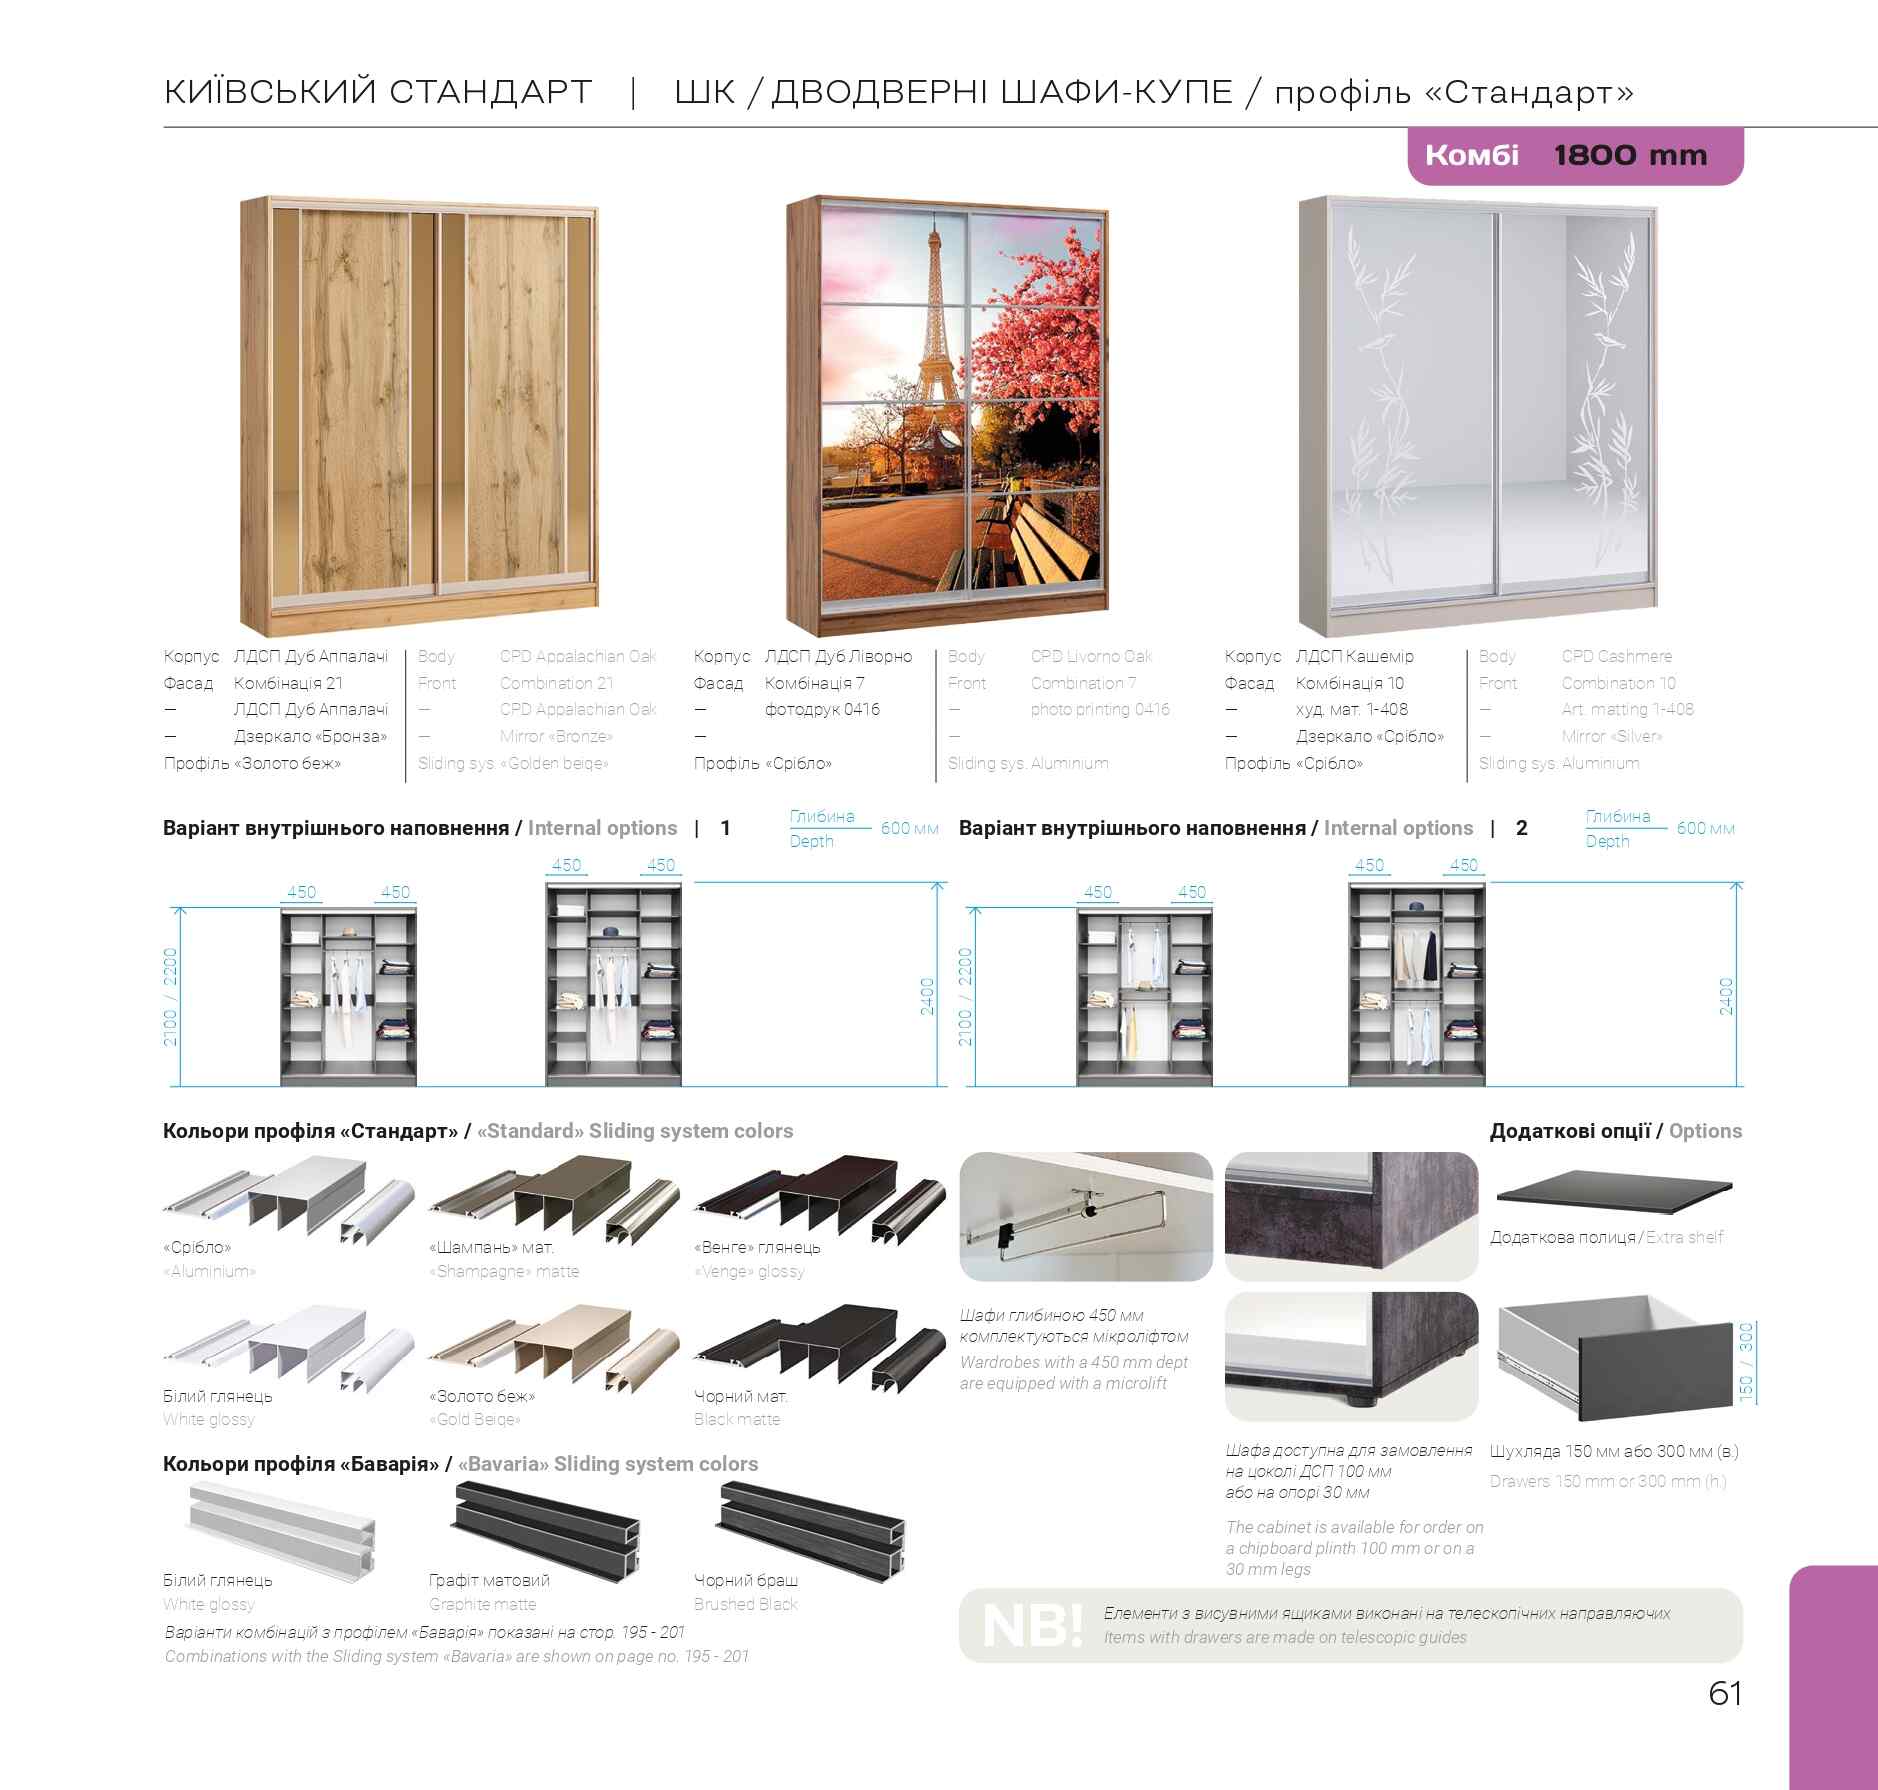 КИЇВСЬКИЙ СТАНДАРТ | ШК / ДВОДВЕРНІ ШАФИ-КУПЕ / профіль «Стандарт»
Комбі 1800 mm
Корпус ЛДСП Дуб Аппалачі
Фасад Комбінація 21
— ЛДСП Дуб Аппалачі
— Дзеркало «Бронза»
Профіль «Золото беж»
Body CPD Appalachian Oak
Front Combination 21
— CPD Appalachian Oak
— Mirror «Bronze»
Sliding sys. «Golden beige»
Корпус ЛДСП Дуб Ліворно
Фасад Комбінація 7
— фотодрук 0416
—
Профіль «Срібло»
Body CPD Livorno Oak
Front Combination 7
— photo printing 0416
—
Sliding sys. Aluminium
Корпус ЛДСП Кашемір
Фасад Комбінація 10
— худ. мат. 1-408
— Дзеркало «Срібло»
Профіль «Срібло»
Body CPD Cashmere
Front Combination 10
— Art. matting 1-408
— Mirror «Silver»
Sliding sys. Aluminium
Варіант внутрішнього наповнення / Internal options | 1
Глибина
Depth
600 мм
450 450
450 450
2100 / 2200
2400
Варіант внутрішнього наповнення / Internal options | 2
Глибина
Depth
600 мм
450 450
450 450
2100 / 2200
2400
Кольори профіля «Стандарт» / «Standard» Sliding system colors
«Срібло»
«Aluminium»
«Шампань» мат.
«Shampagne» matte
«Венге» глянець
«Venge» glossy
Білий глянець
White glossy
«Золото беж»
«Gold Beige»
Чорний мат.
Black matte
Кольори профіля «Баварія» / «Bavaria» Sliding system colors
Білий глянець
White glossy
Графіт матовий
Graphite matte
Чорний браш
Brushed Black
Варіанти комбінацій з профілем «Баварія» показані на стор. 195 - 201
Combinations with the Sliding system «Bavaria» are shown on page no. 195 - 201
Шафи глибиною 450 мм
комплектуються мікроліфтом
Wardrobes with a 450 mm dept
are equipped with a microlift
Шафа доступна для замовлення
на цоколі ДСП 100 мм
або на опорі 30 мм
The cabinet is available for order on
a chipboard plinth 100 mm or on a
30 mm legs
Додаткові опції / Options
Додаткова полиця / Extra shelf
150 / 300
Шухляда 150 мм або 300 мм (в.)
Drawers 150 mm or 300 mm (h.)
NB!
Елементи з висувними ящиками виконані на телескопічних направляючих
Items with drawers are made on telescopic guides
61